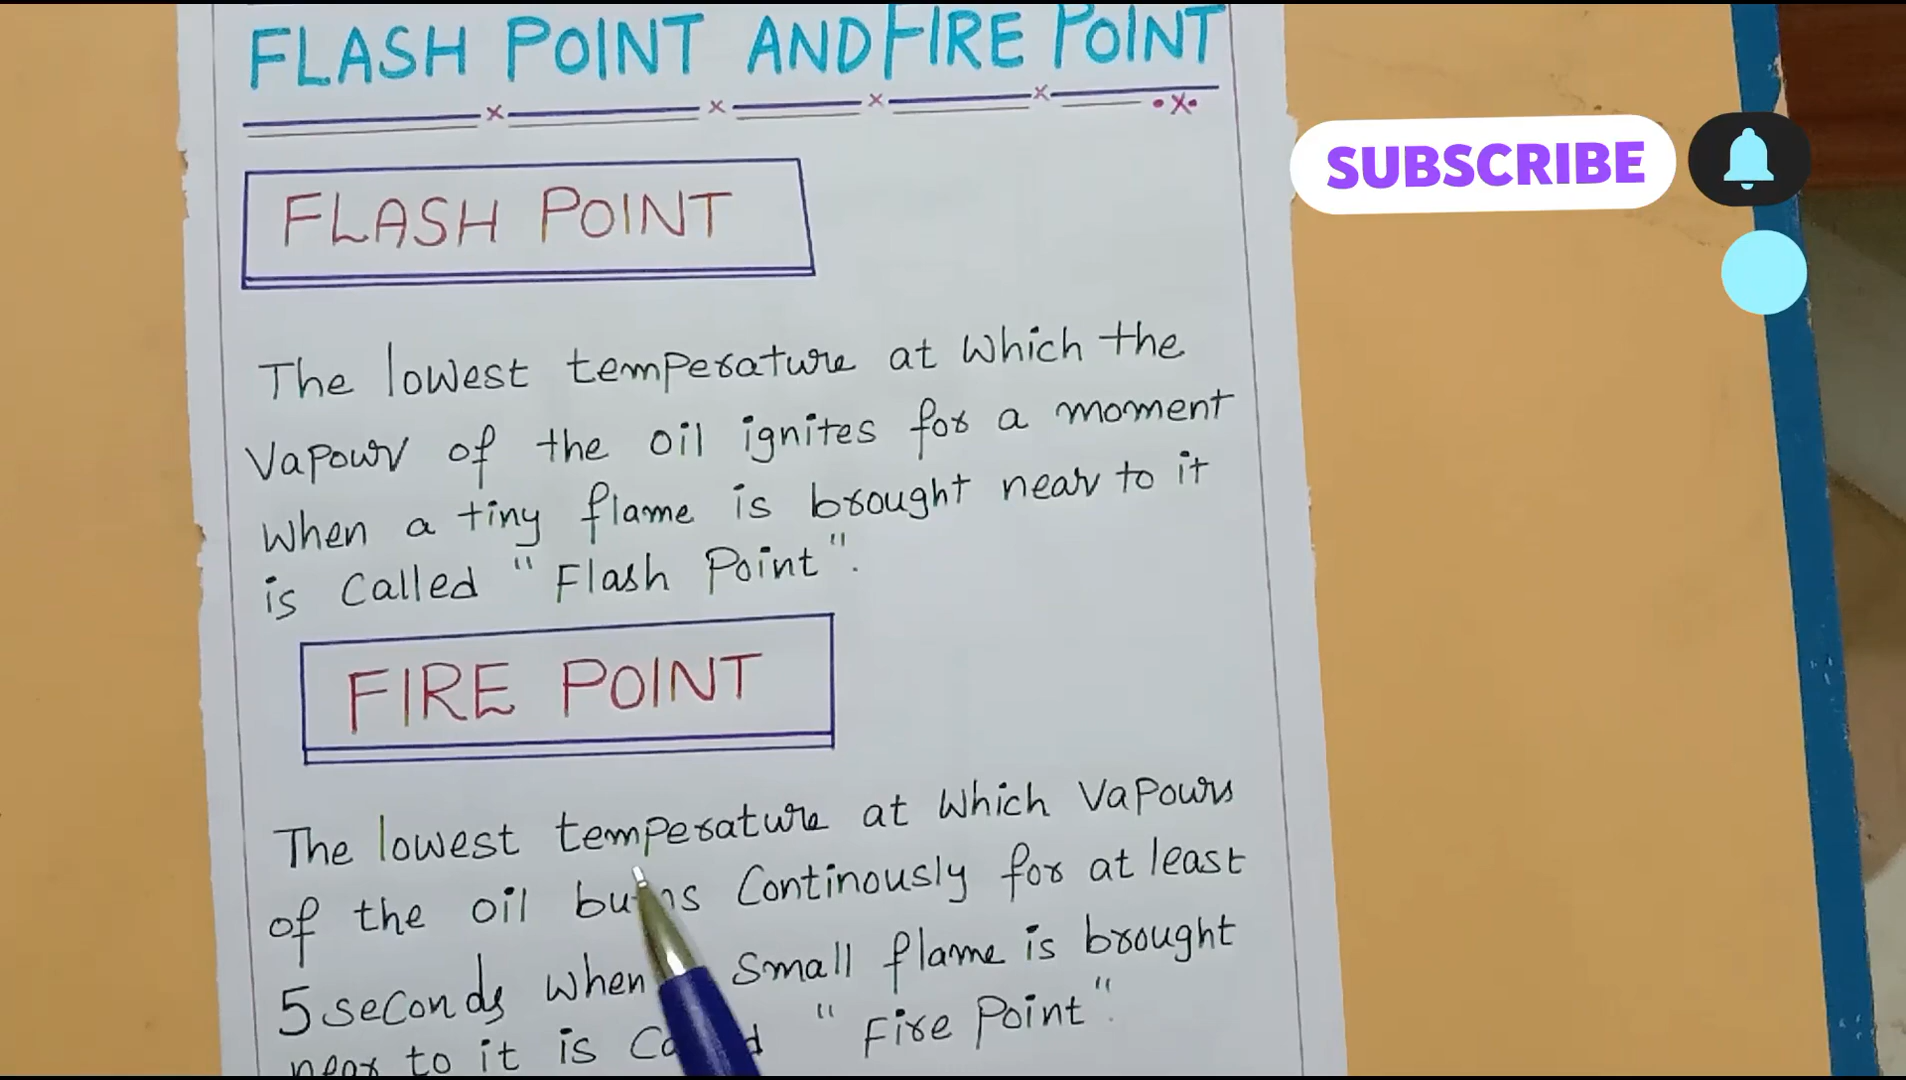 FLASH POINT AND FIRE POINT
SUBSCRIBE
FLASH POINT
The lowest temperature at which the
Vapour of the oil ignites for a moment
when a tiny flame is brought near to it
is Called "Flash Point".
FIRE POINT
The lowest temperature at which Vapours
of the oil burns Continously for at least
5 seconds when small flame is brought
near to it is Called "Fire Point".